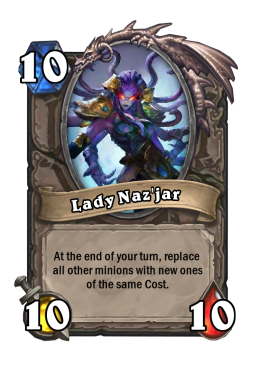 10
Lady Naz'jar
At the end of your turn, replace
all other minions with new ones
of the same Cost.
10
10